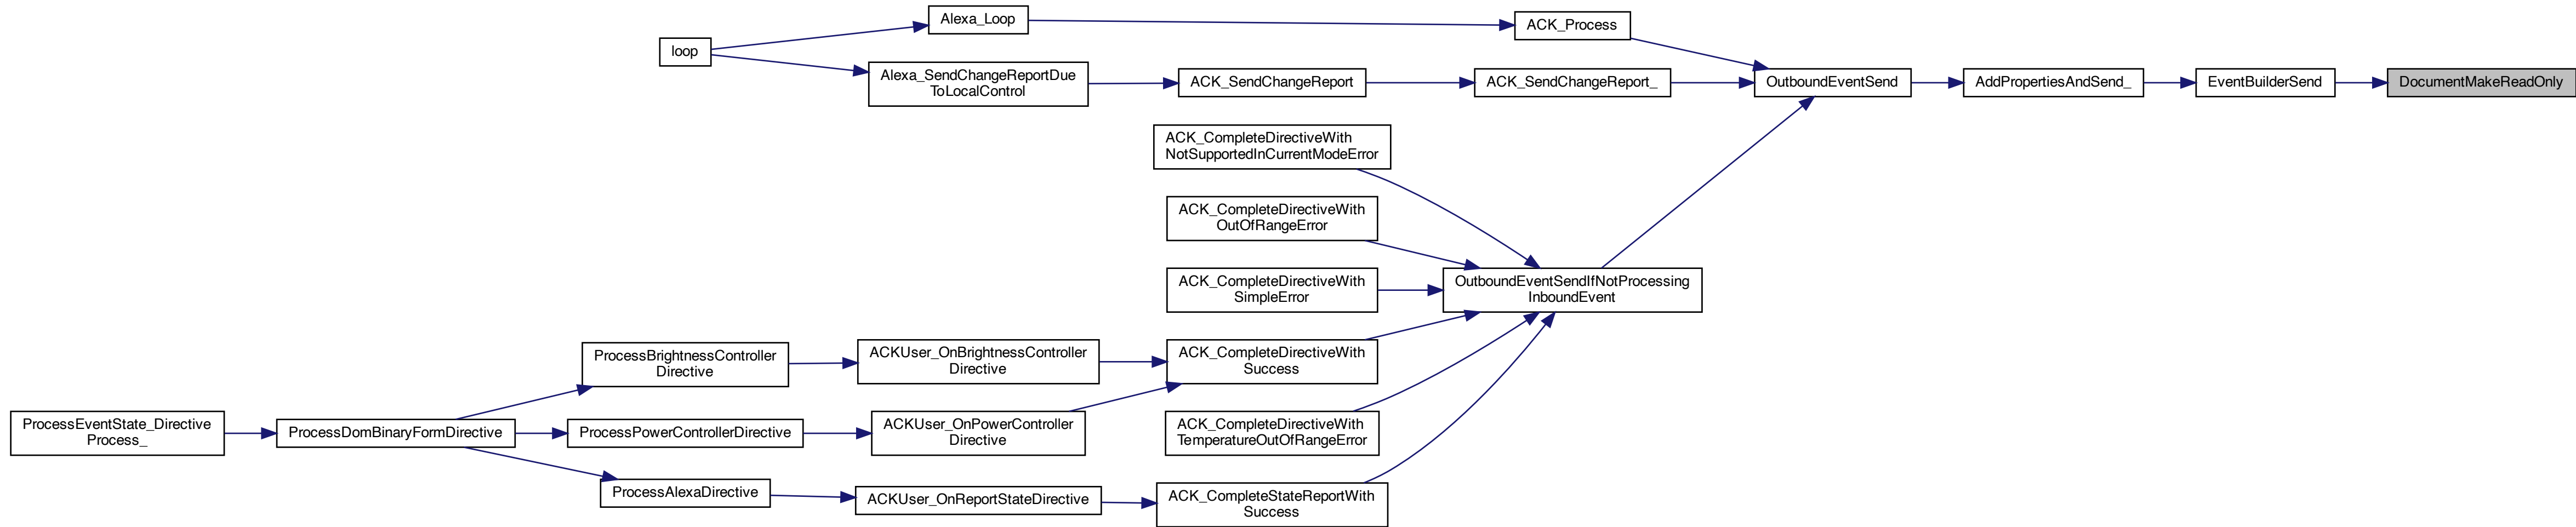 Alexa_Loop
ACK_Process
loop
Alexa_SendChangeReportDue
ToLocalControl
ACK_SendChangeReport
ACK_SendChangeReport_
OutboundEventSend
AddPropertiesAndSend_
EventBuilderSend
DocumentMakeReadOnly
ACK_CompleteDirectiveWith
NotSupportedInCurrentModeError
ACK_CompleteDirectiveWith
OutOfRangeError
ACK_CompleteDirectiveWith
SimpleError
OutboundEventSendIfNotProcessing
InboundEvent
ProcessBrightnessController
Directive
ACKUser_OnBrightnessController
Directive
ACK_CompleteDirectiveWith
Success
ProcessEventState_Directive
Process_
ProcessDomBinaryFormDirective
ProcessPowerControllerDirective
ACKUser_OnPowerController
Directive
ACK_CompleteDirectiveWith
TemperatureOutOfRangeError
ProcessAlexaDirective
ACKUser_OnReportStateDirective
ACK_CompleteStateReportWith
Success